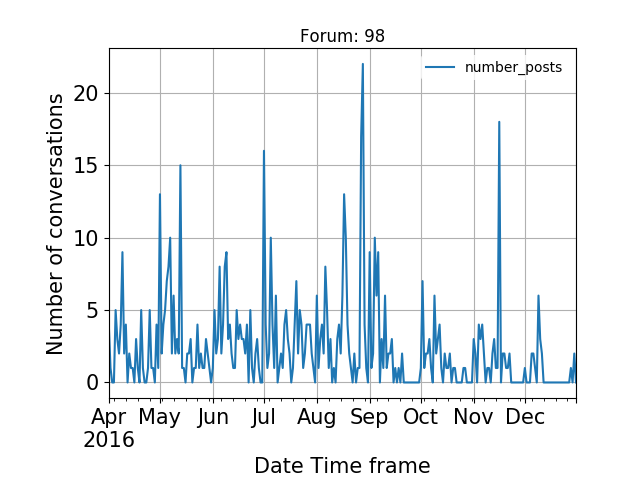 Forum: 98
number_posts
Number of conversations
20
15
10
5
0
Apr May Jun Jul Aug Sep Oct Nov Dec
2016
Date Time frame